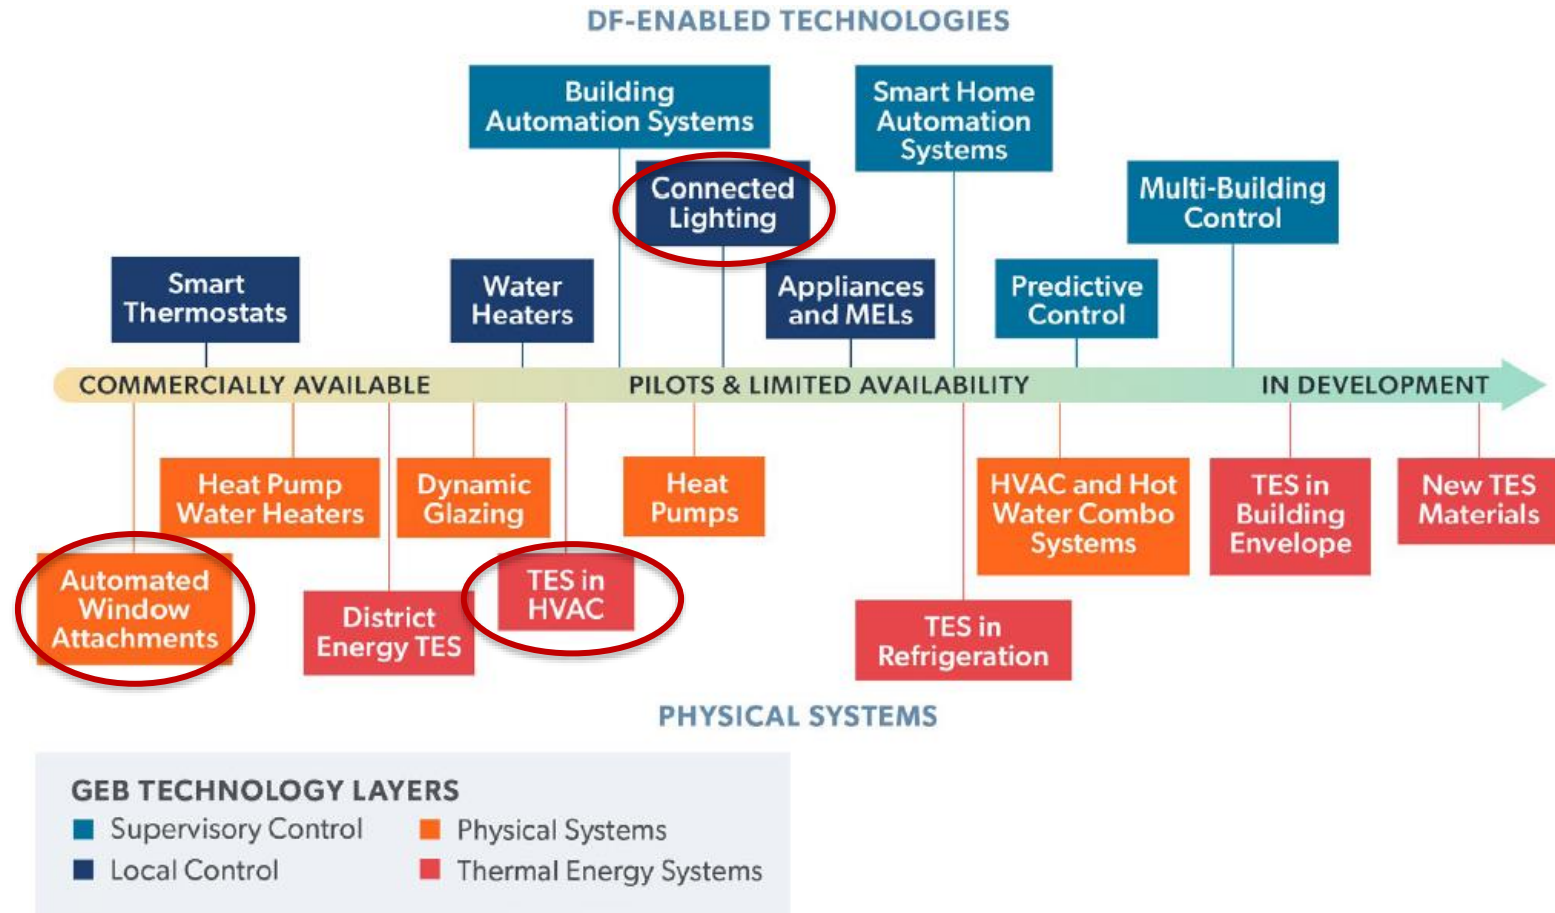 DF-ENABLED TECHNOLOGIES
Building
Automation Systems
Smart Home
Automation
Systems
Connected
Lighting
Multi-Building
Control
Smart
Thermostats
Water
Heaters
Appliances
and MELs
Predictive
Control
COMMERCIALLY AVAILABLE
PILOTS & LIMITED AVAILABILITY
IN DEVELOPMENT
Heat Pump
Water Heaters
Dynamic
Glazing
Heat
Pumps
HVAC and Hot
Water Combo
Systems
TES in
Building
Envelope
New TES
Materials
Automated
Window
Attachments
District
Energy TES
TES in
HVAC
TES in
Refrigeration
PHYSICAL SYSTEMS
GEB TECHNOLOGY LAYERS
Supervisory Control
Physical Systems
Local Control
Thermal Energy Systems